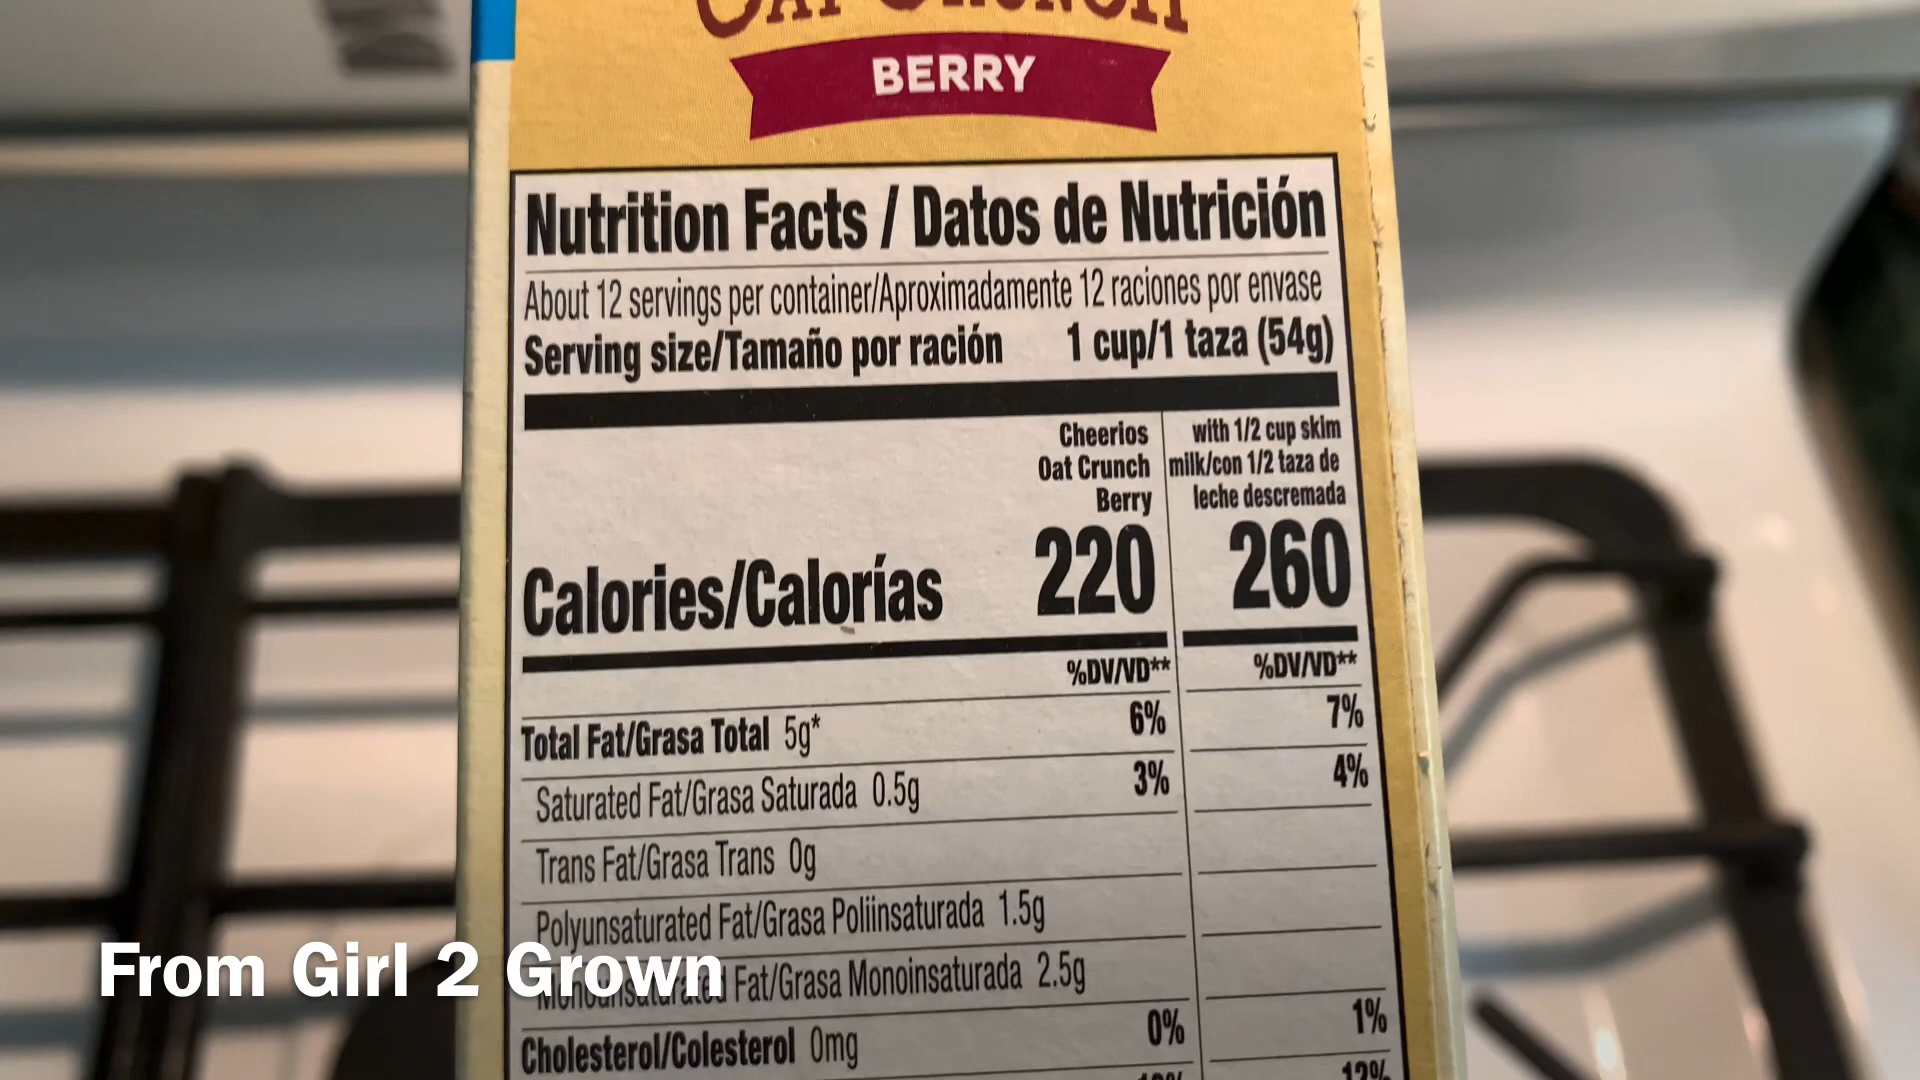 OAT CRUNCH
BERRY
Nutrition Facts / Datos de Nutrición
About 12 servings per container/Aproximadamente 12 raciones por envase
Serving size/Tamaño por ración 1 cup/1 taza (54g)
Cheerios Oat Crunch Berry
with 1/2 cup skim milk/con 1/2 taza de leche descremada
Calories/Calorías 220 260
%DV/VD** %DV/VD**
Total Fat/Grasa Total 5g* 6% 7%
Saturated Fat/Grasa Saturada 0.5g 3% 4%
Trans Fat/Grasa Trans 0g
Polyunsaturated Fat/Grasa Poliinsaturada 1.5g
Monounsaturated Fat/Grasa Monoinsaturada 2.5g
Cholesterol/Colesterol 0mg 0% 1%
12%
From Girl 2 Grown